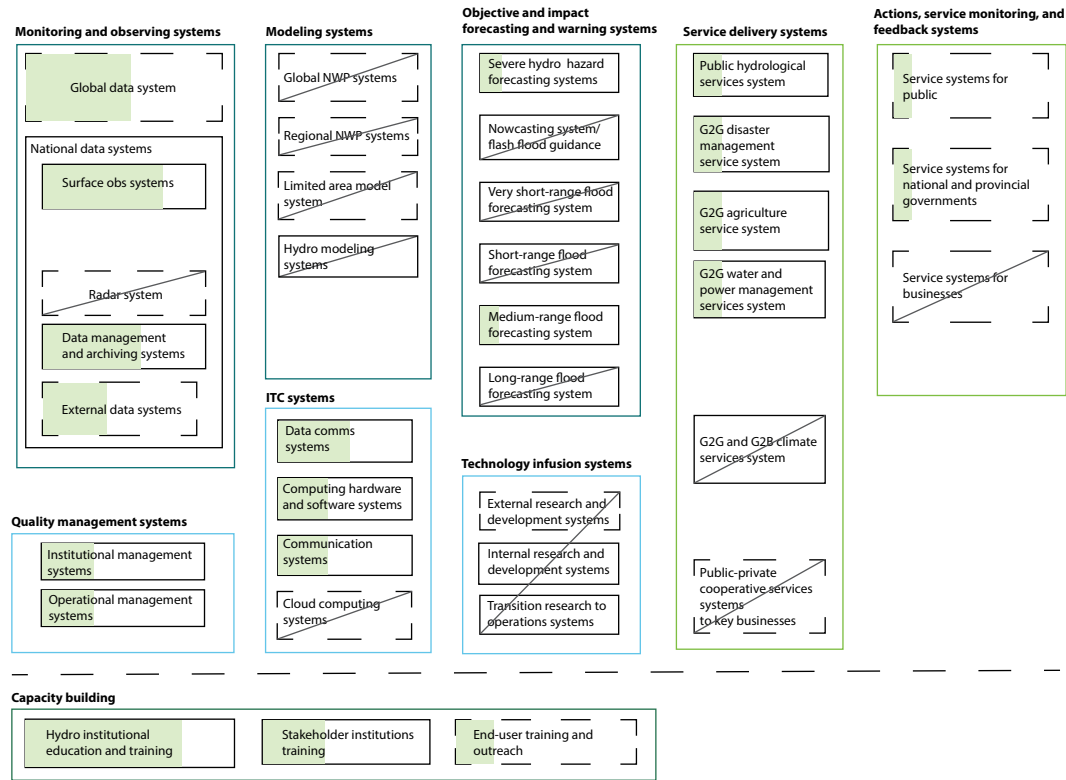 Monitoring and observing systems
Global data system
National data systems
Surface obs systems
Radar system
Data management
and archiving systems
External data systems
Quality management systems
Institutional management
systems
Operational management
systems
Modeling systems
Global NWP systems
Regional NWP systems
Limited area model
system
Hydro modeling
systems
ITC systems
Data comms
systems
Computing hardware
and software systems
Communication
systems
Cloud computing
systems
Objective and impact
forecasting and warning systems
Severe hydro hazard
forecasting systems
Nowcasting system/
flash flood guidance
Very short-range flood
forecasting system
Short-range flood
forecasting system
Medium-range flood
forecasting system
Long-range flood
forecasting system
Technology infusion systems
External research and
development systems
Internal research and
development systems
Transition research to
operations systems
Service delivery systems
Public hydrological
services system
G2G disaster
management
service system
G2G agriculture
service system
G2G water and
power management
services system
G2G and G2B climate
services system
Public-private
cooperative services
systems
to key businesses
Actions, service monitoring, and
feedback systems
Service systems for
public
Service systems for
national and provincial
governments
Service systems for
businesses
Capacity building
Hydro institutional
education and training
Stakeholder institutions
training
End-user training and
outreach